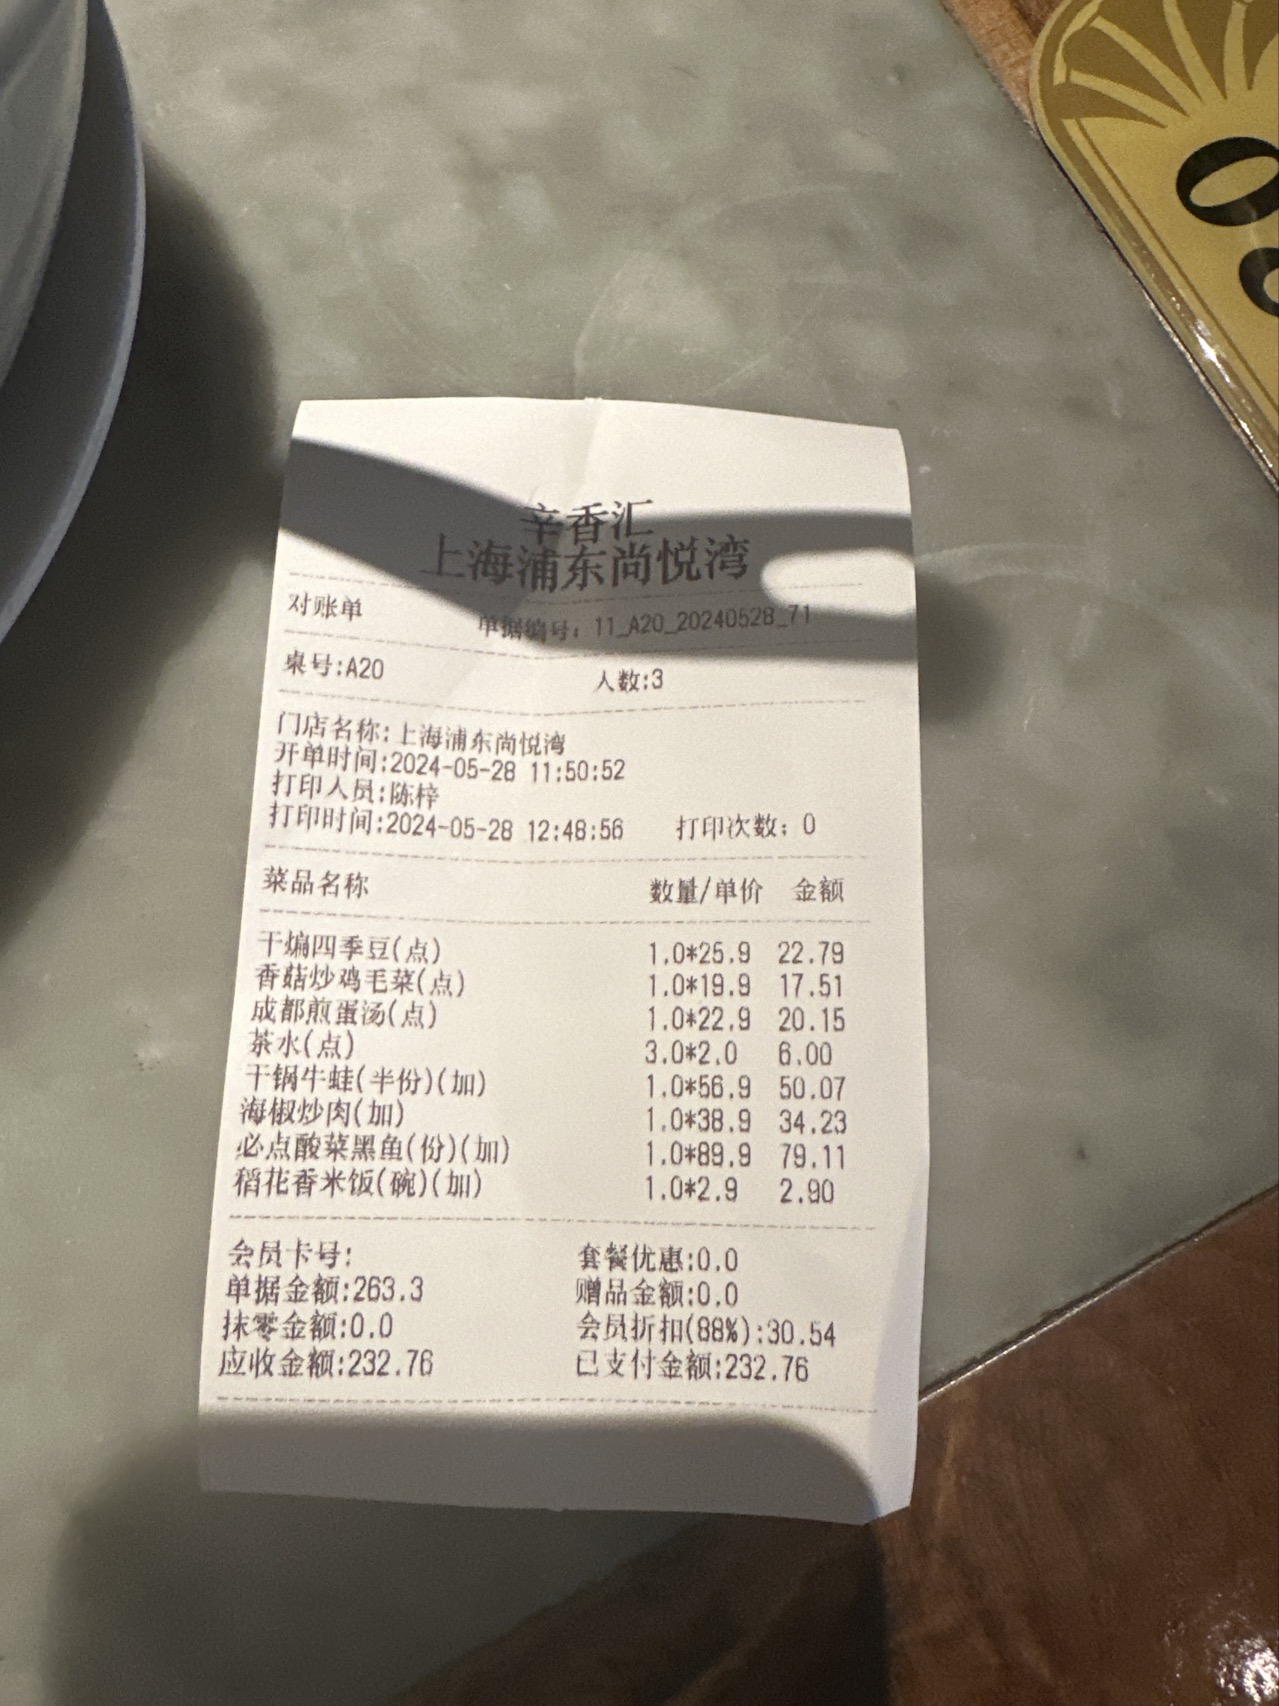 辛香汇
上海浦东尚悦湾
对账单 单据编号: 11_A20_20240528_71
桌号:A20 人数:3
门店名称:上海浦东尚悦湾
开单时间:2024-05-28 11:50:52
打印人员:陈梓
打印时间:2024-05-28 12:48:56 打印次数: 0
菜品名称 数量/单价 金额
干煸四季豆(点) 1.0*25.9 22.79
香菇炒鸡毛菜(点) 1.0*19.9 17.51
成都煎蛋汤(点) 1.0*22.9 20.15
茶水(点) 3.0*2.0 6.00
干锅牛蛙(半份)(加) 1.0*56.9 50.07
海椒炒肉(加) 1.0*38.9 34.23
必点酸菜黑鱼(份)(加) 1.0*89.9 79.11
稻花香米饭(碗)(加) 1.0*2.9 2.90
会员卡号: 套餐优惠:0.0
单据金额:263.3 赠品金额:0.0
抹零金额:0.0 会员折扣(88%):30.54
应收金额:232.76 已支付金额:232.76